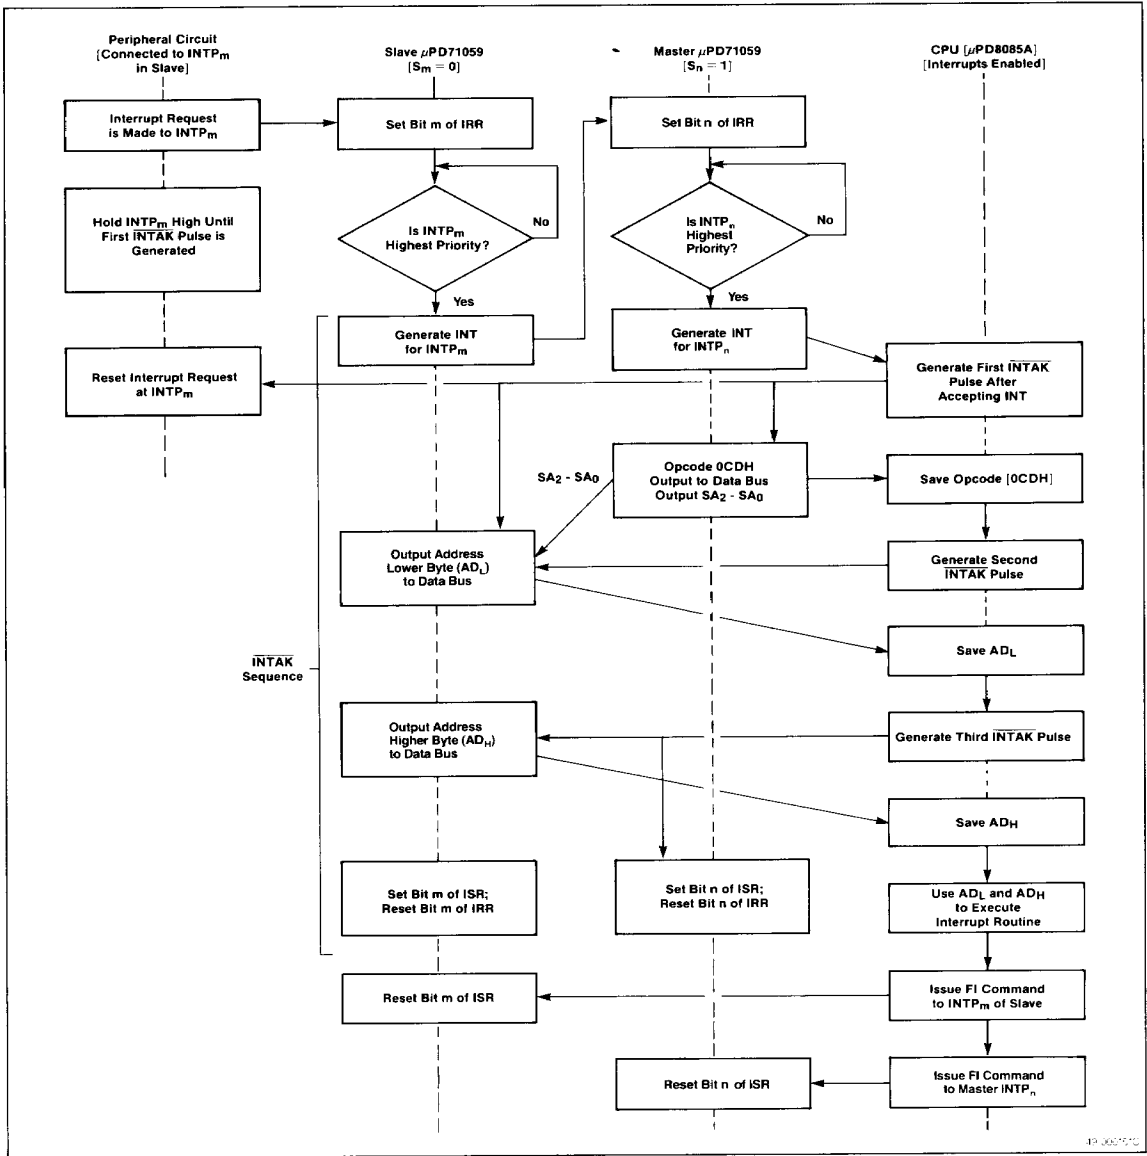 Peripheral Circuit
[Connected to INTPm
in Slave]
Slave µPD71059
[Sm = 0]
Master µPD71059
[Sn = 1]
CPU [µPD8085A]
[Interrupts Enabled]
Interrupt Request
is Made to INTPm
Set Bit m of IRR
Set Bit n of IRR
Hold INTPm High Until
First INTAK Pulse is
Generated
Is INTPm
Highest Priority?
No
Yes
Is INTPn
Highest
Priority?
No
Yes
Generate INT
for INTPm
Generate INT
for INTPn
Reset Interrupt Request
at INTPm
Generate First INTAK
Pulse After
Accepting INT
SA2 - SA0
Opcode 0CDH
Output to Data Bus
Output SA2 - SA0
Save Opcode [0CDH]
Output Address
Lower Byte (ADL)
to Data Bus
Generate Second
INTAK Pulse
INTAK
Sequence
Save ADL
Output Address
Higher Byte (ADH)
to Data Bus
Generate Third INTAK Pulse
Save ADH
Set Bit m of ISR;
Reset Bit m of IRR
Set Bit n of ISR;
Reset Bit n of IRR
Use ADL and ADH
to Execute
Interrupt Routine
Reset Bit m of ISR
Issue FI Command
to INTPm of Slave
Reset Bit n of ISR
Issue FI Command
to Master INTPn